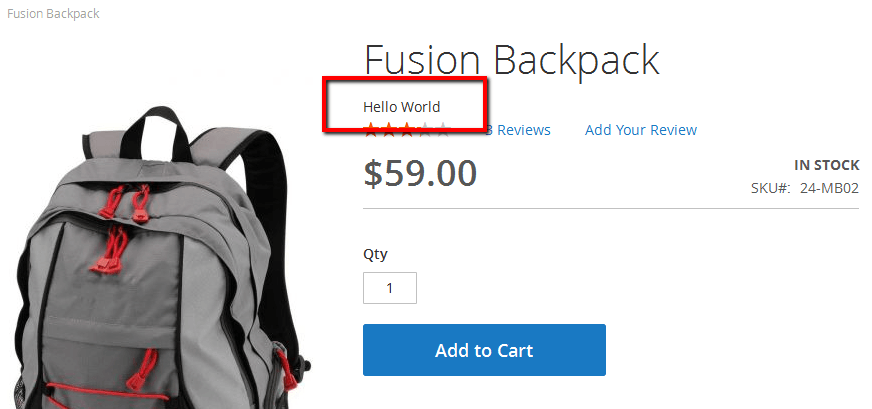 Fusion Backpack
Fusion Backpack
Hello World
3 Reviews Add Your Review
$59.00
IN STOCK
SKU#: 24-MB02
Qty
1
Add to Cart